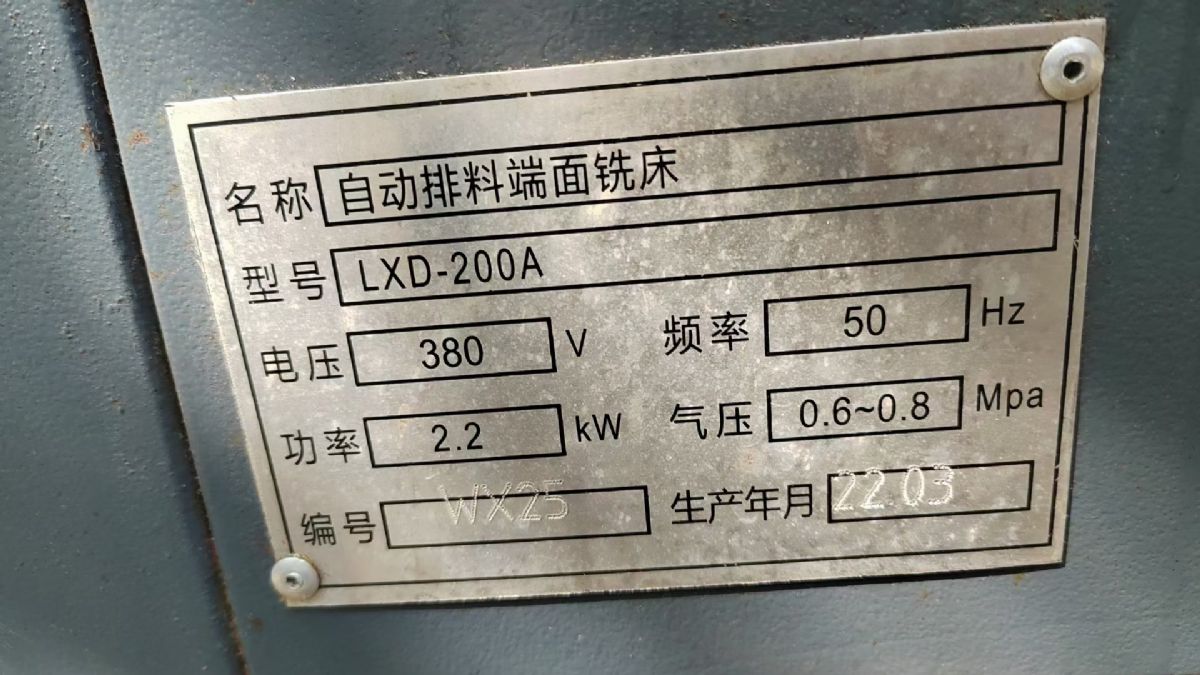 名称 自动排料端面铣床
型号 LXD-200A
电压 380 V 频率 50 Hz
功率 2.2 kW 气压 0.6~0.8 Mpa
编号 WX25 生产年月 22.03